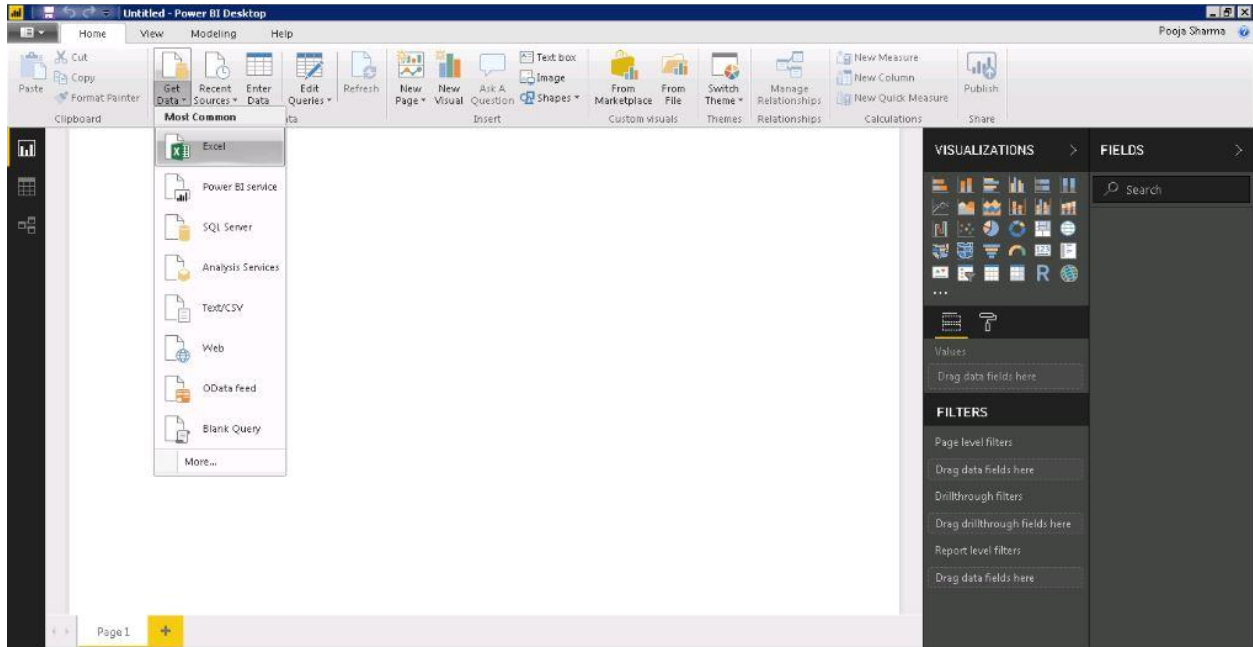 Untitled - Power BI Desktop
Home View Modeling Help
Pooja Sharma
Paste
Cut
Copy
Format Painter
Clipboard
Get Data
Recent Sources
Enter Data
Edit Queries
Refresh
New Page
New Visual
Ask A Question
Text box
Image
Shapes
Insert
From Marketplace
From File
Custom visuals
Switch Theme
Themes
Manage Relationships
Relationships
New Measure
New Column
New Quick Measure
Calculations
Publish
Share
Most Common
Excel
Power BI service
SQL Server
Analysis Services
Text/CSV
Web
OData feed
Blank Query
More...
VISUALIZATIONS
R
123
...
Values
Drag data fields here
FILTERS
Page level filters
Drag data fields here
Drillthrough filters
Drag drillthrough fields here
Report level filters
Drag data fields here
FIELDS
Search
Page 1